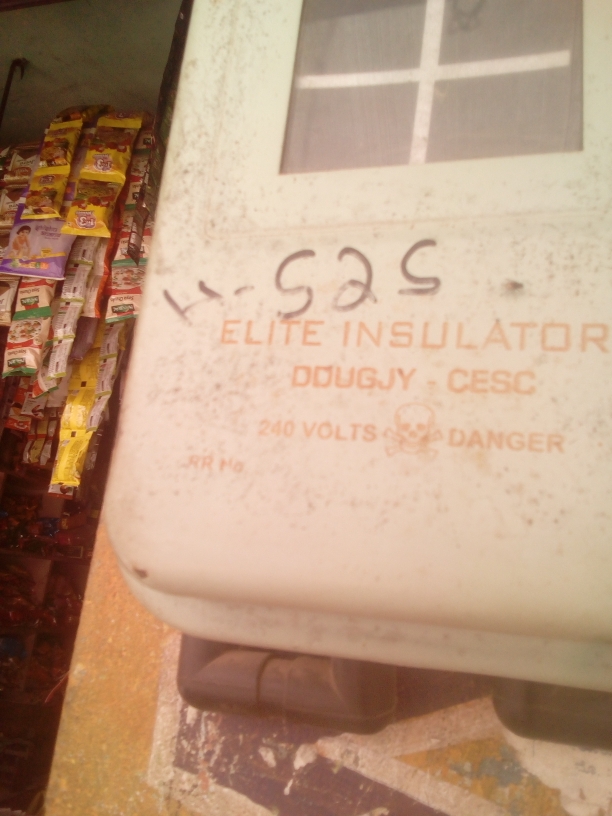 H-525
ELITE INSULATOR
DDUGJY - CESC
240 VOLTS DANGER
RR No